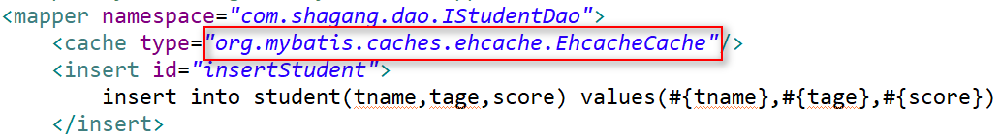 <mapper namespace="com.shagang.dao.IStudentDao">
<cache type="org.mybatis.caches.ehcache.EhcacheCache"/>
<insert id="insertStudent">
insert into student(tname,tage,score) values(#{tname},#{tage},#{score})
</insert>